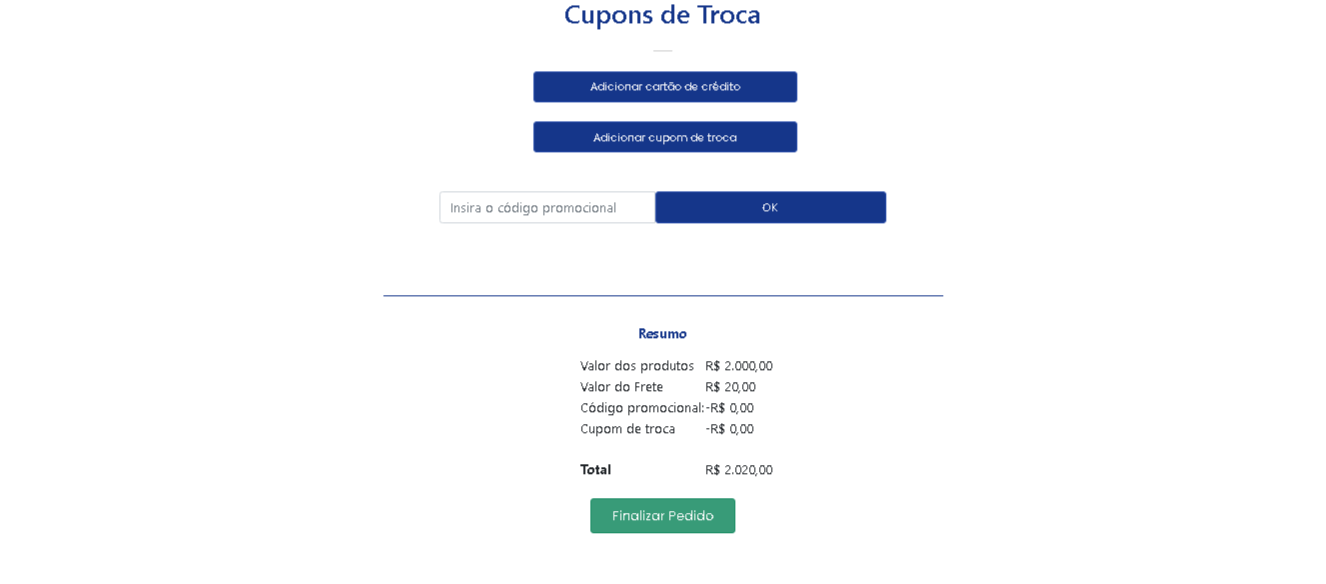 Cupons de Troca
Adicionar cartão de crédito
Adicionar cupom de troca
Insira o código promocional OK
Resumo
Valor dos produtos R$ 2.000,00
Valor do Frete R$ 20,00
Código promocional: -R$ 0,00
Cupom de troca -R$ 0,00
Total R$ 2.020,00
Finalizar Pedido